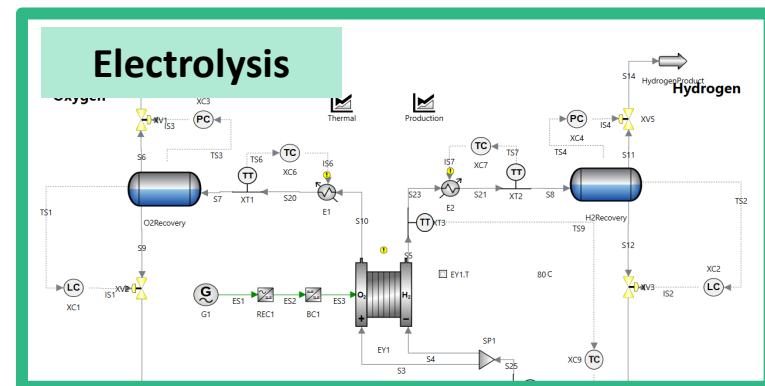 Electrolysis
Oxygen
Hydrogen
HydrogenProduct
S14
XC3
PC
XV1
IS3
TS3
S6
Thermal
Production
XC4
PC
IS4
XV5
TS4
S11
TC
XC6
TS6
IS6
TT
XT1
S7
S20
E1
O2Recovery
TS1
S9
S10
TC
XC7
IS7
TS7
TT
XT2
S23
E2
S21
S8
H2Recovery
TS2
TT
XT3
TS9
S12
S5
LC
XC1
IS1
XV2
G
G1
ES1
REC1
ES2
BC1
ES3
O2
H2
+
−
EY1
EY1.T
80 C
XC2
LC
IS2
XV3
SP1
S4
S3
S25
XC9
TC